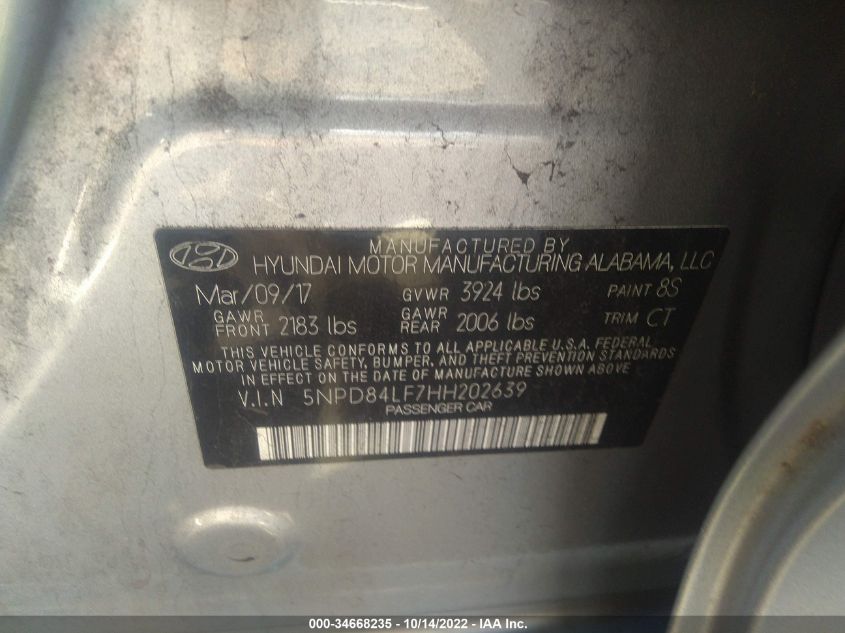 MANUFACTURED BY
HYUNDAI MOTOR MANUFACTURING ALABAMA, LLC
Mar/09/17 GVWR 3924 lbs PAINT 8S
GAWR FRONT 2183 lbs GAWR REAR 2006 lbs TRIM CT
THIS VEHICLE CONFORMS TO ALL APPLICABLE U.S.A. FEDERAL
MOTOR VEHICLE SAFETY, BUMPER, AND THEFT PREVENTION STANDARDS
IN EFFECT ON THE DATE OF MANUFACTURE SHOWN ABOVE.
V.I.N 5NPD84LF7HH202639
PASSENGER CAR
000-34668235 - 10/14/2022 - IAA Inc.